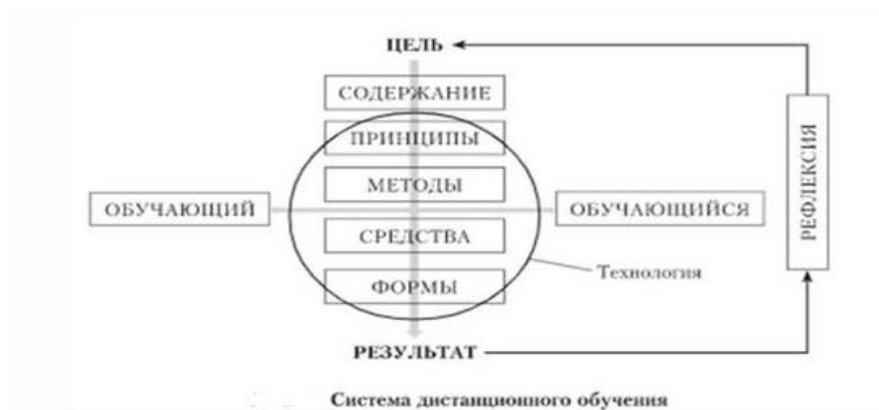 ЦЕЛЬ
СОДЕРЖАНИЕ
ПРИНЦИПЫ
МЕТОДЫ
ОБУЧАЮЩИЙ
ОБУЧАЮЩИЙСЯ
РЕФЛЕКСИЯ
СРЕДСТВА
Технология
ФОРМЫ
РЕЗУЛЬТАТ
Система дистанционного обучения